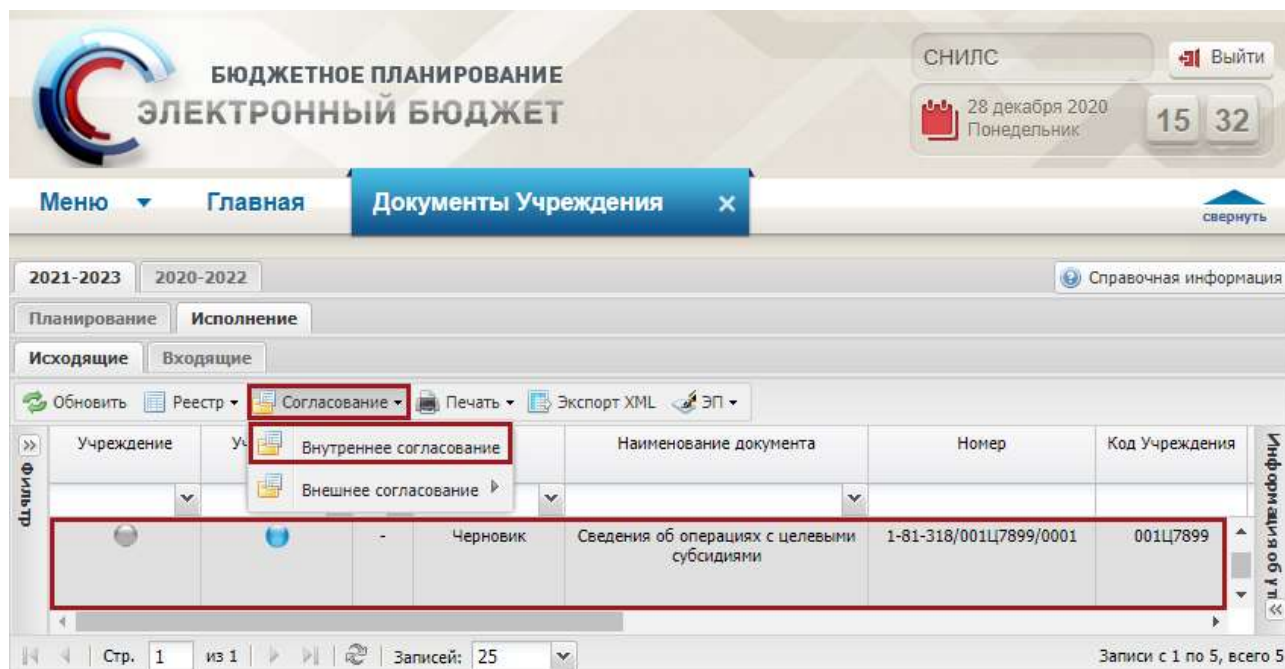 БЮДЖЕТНОЕ ПЛАНИРОВАНИЕ
ЭЛЕКТРОННЫЙ БЮДЖЕТ
СНИЛС
Выйти
28 декабря 2020
Понедельник
15 32
Меню Главная Документы Учреждения
свернуть
2021-2023 2020-2022 Справочная информация
Планирование Исполнение
Исходящие Входящие
Обновить Реестр Согласование Печать Экспорт XML ЭП
Учреждение Наименование документа Номер Код Учреждения
Внутреннее согласование
Внешнее согласование
Фильтр
- Черновик Сведения об операциях с целевыми 1-81-318/001Ц7899/0001 001Ц7899
субсидиями
Информация об у
Стр. 1 из 1 Записей: 25 Записи с 1 по 5, всего 5